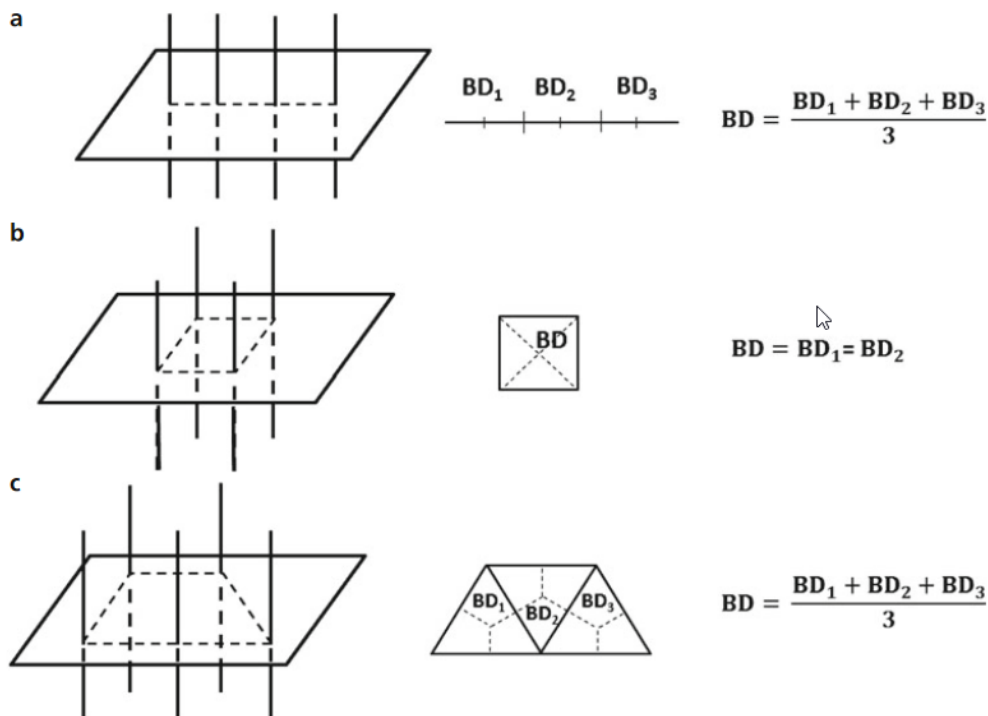 a
BD₁ BD₂ BD₃
BD = BD₁ + BD₂ + BD₃ / 3
b
BD
BD = BD₁= BD₂
c
BD₁ BD₂ BD₃
BD = BD₁ + BD₂ + BD₃ / 3